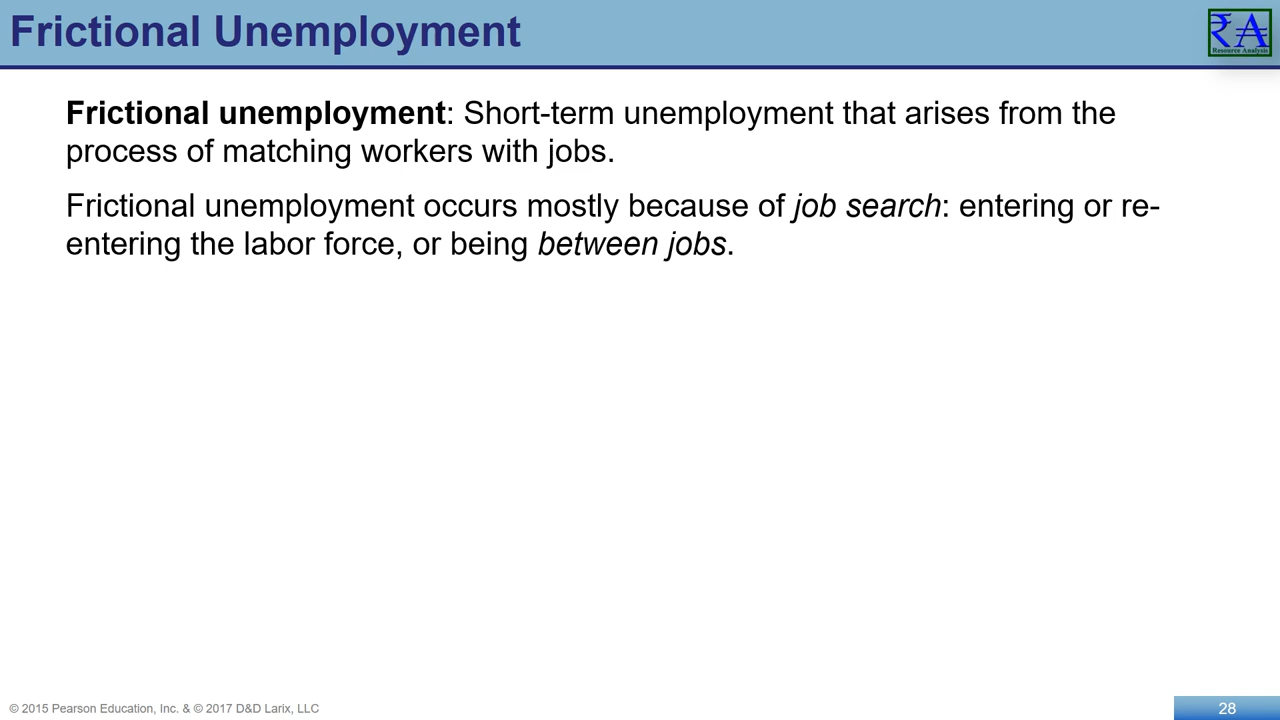 Frictional Unemployment
₹A
Resource Analysis
Frictional unemployment: Short-term unemployment that arises from the
process of matching workers with jobs.
Frictional unemployment occurs mostly because of job search: entering or re-
entering the labor force, or being between jobs.
© 2015 Pearson Education, Inc. & © 2017 D&D Larix, LLC
28